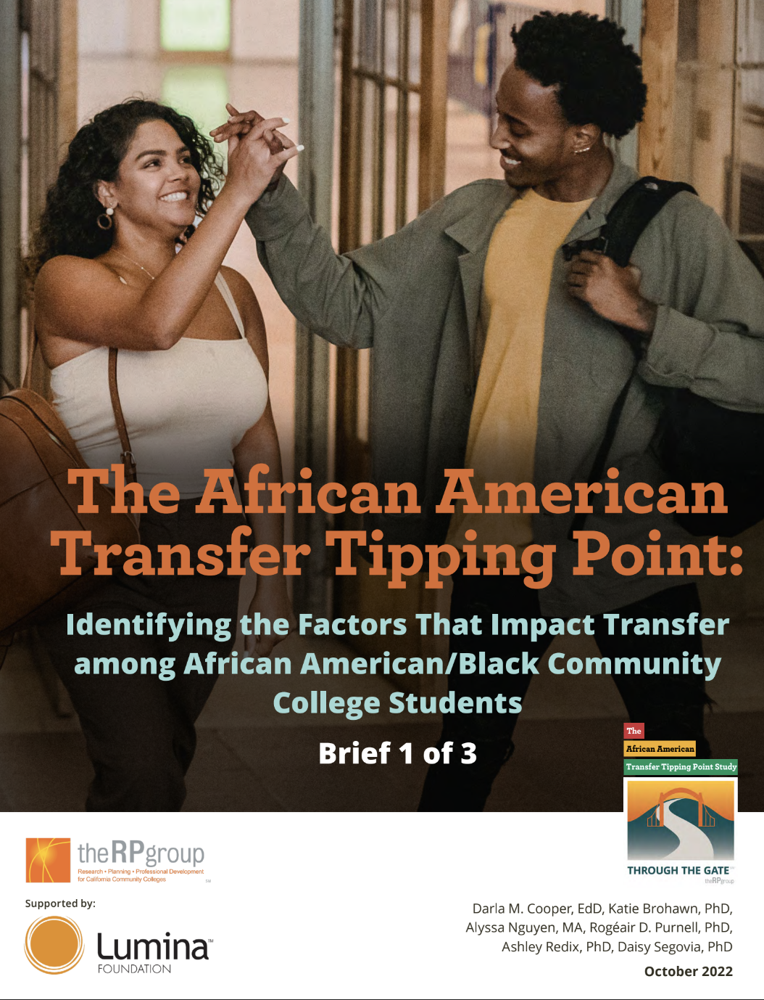 The African American
Transfer Tipping Point:
Identifying the Factors That Impact Transfer
among African American/Black Community
College Students
Brief 1 of 3
The
African American
Transfer Tipping Point Study
THROUGH THE GATE
theRPgroup
theRPgroup
Research • Planning • Professional Development
for California Community Colleges
SM
Supported by:
Lumina™
FOUNDATION
Darla M. Cooper, EdD, Katie Brohawn, PhD,
Alyssa Nguyen, MA, Rogéair D. Purnell, PhD,
Ashley Redix, PhD, Daisy Segovia, PhD
October 2022